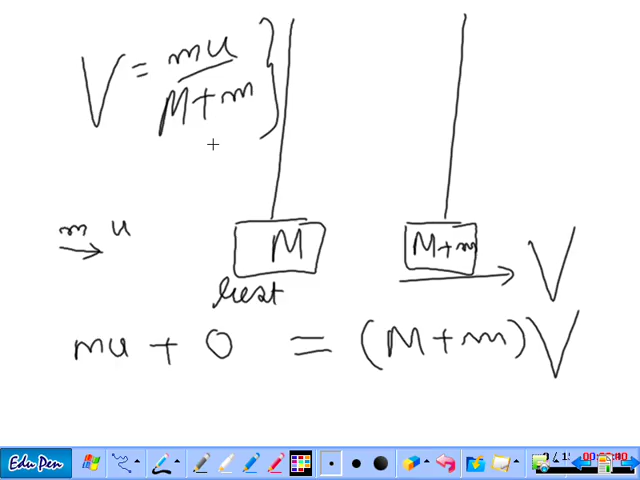 V = mu / M+m }
m u
M
M+m
V
rest
mu + 0 = (M+m)V
Edu Pen